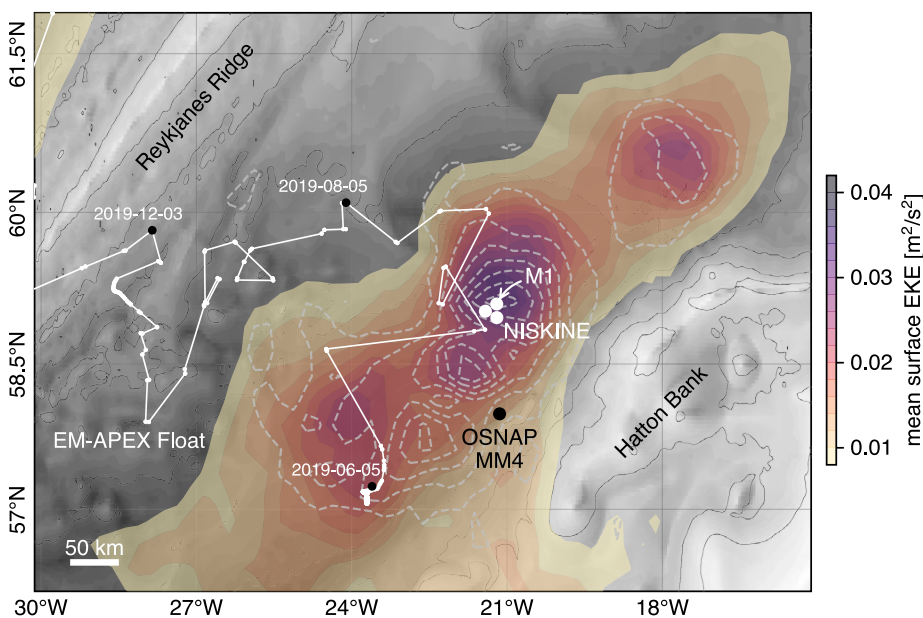 61.5°N
60°N
58.5°N
57°N
30°W
27°W
24°W
21°W
18°W
Reykjanes Ridge
2019-12-03
2019-08-05
M1
NISKINE
EM-APEX Float
OSNAP
MM4
2019-06-05
Hatton Bank
50 km
0.04
0.03
0.02
0.01
mean surface EKE [m²/s²]